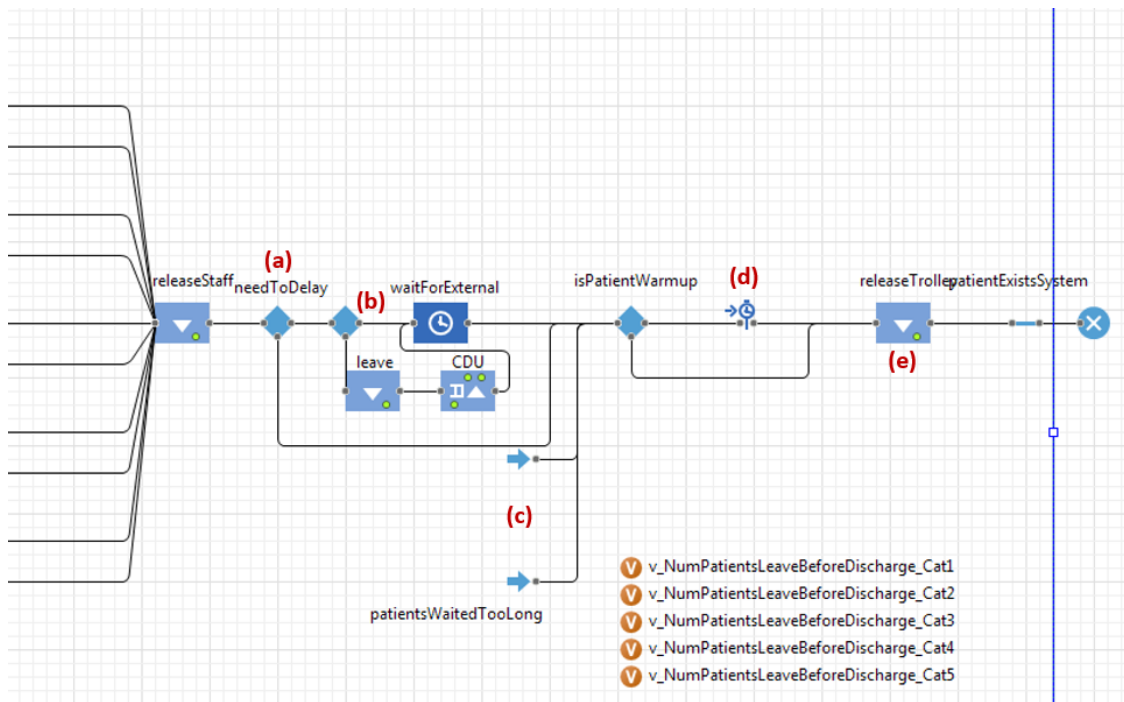 (a)
releaseStaff
needToDelay
(b)
waitForExternal
leave
CDU
(c)
patientsWaitedTooLong
isPatientWarmup
(d)
releaseTrolley
(e)
patientExistsSystem
v_NumPatientsLeaveBeforeDischarge_Cat1
v_NumPatientsLeaveBeforeDischarge_Cat2
v_NumPatientsLeaveBeforeDischarge_Cat3
v_NumPatientsLeaveBeforeDischarge_Cat4
v_NumPatientsLeaveBeforeDischarge_Cat5